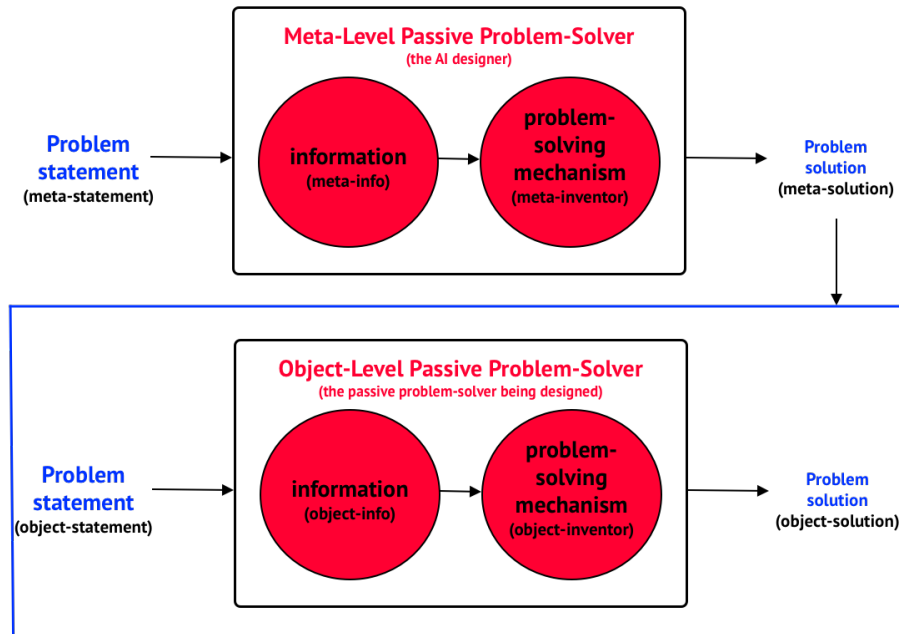 Meta-Level Passive Problem-Solver
(the AI designer)
Problem
statement
(meta-statement)
information
(meta-info)
problem-
solving
mechanism
(meta-inventor)
Problem
solution
(meta-solution)
Object-Level Passive Problem-Solver
(the passive problem-solver being designed)
Problem
statement
(object-statement)
information
(object-info)
problem-
solving
mechanism
(object-inventor)
Problem
solution
(object-solution)